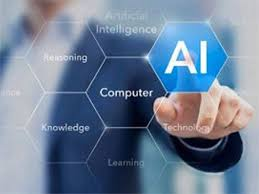 Artificial
Intelligence
Reasoning
AI
Computer
Knowledge
Technology
Learning